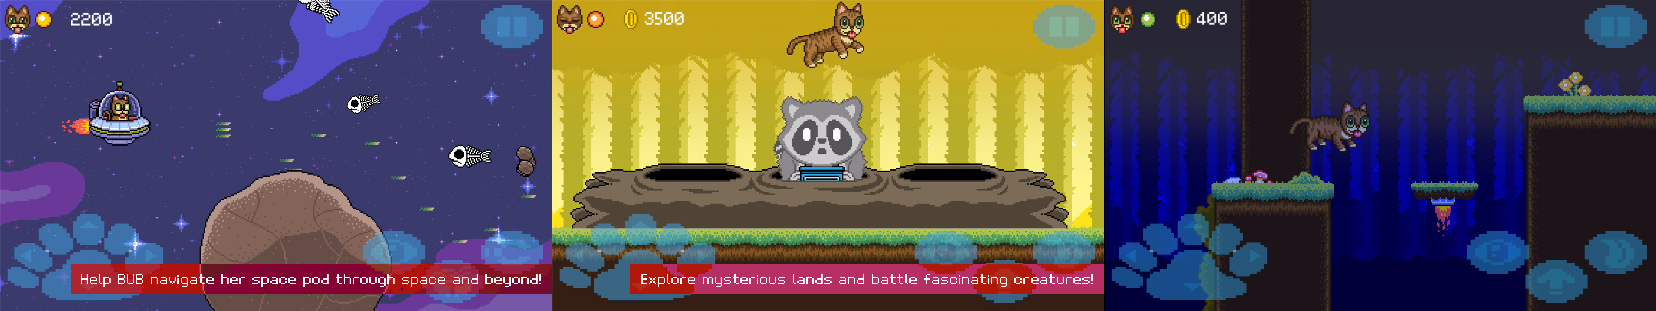 2200
Help BUB navigate her space pod through space and beyond!
3500
Explore mysterious lands and battle fascinating creatures!
400